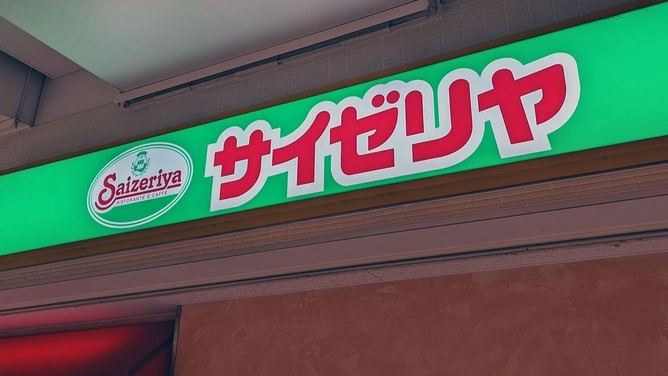 Saizeriya
RISTORANTE E CAFFÈ
サイゼリヤ